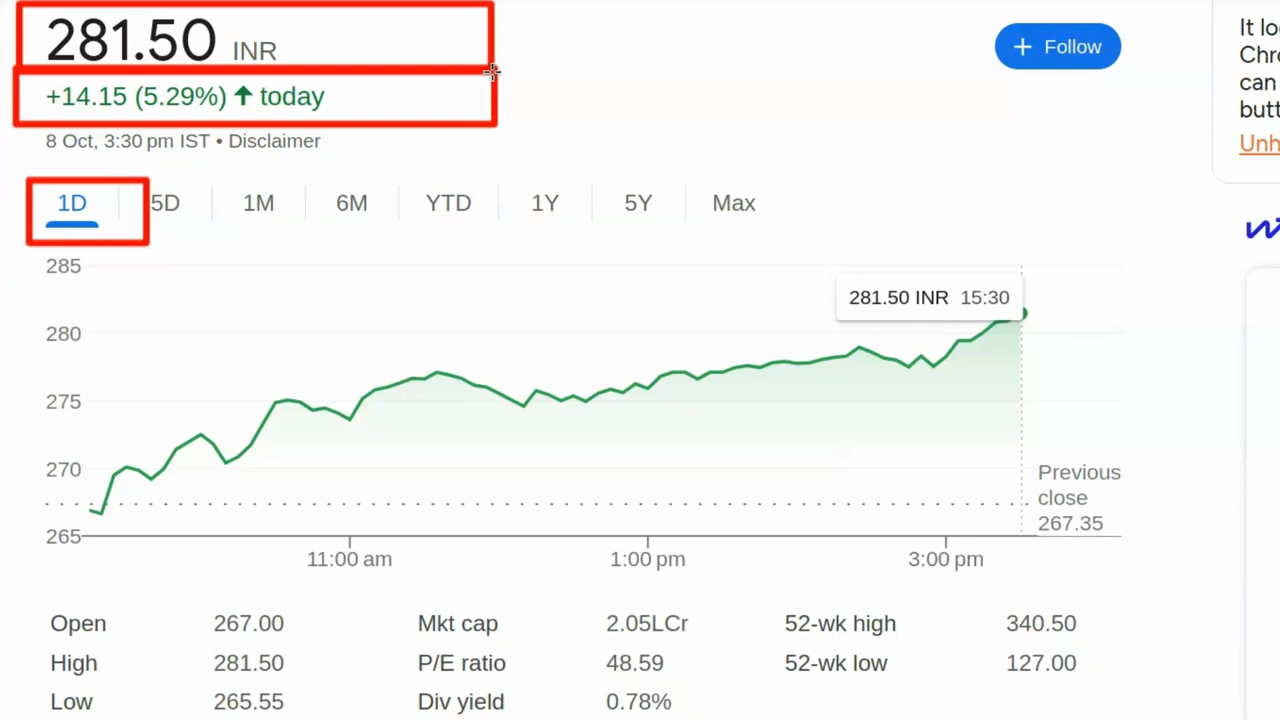 281.50 INR
+ Follow
+14.15 (5.29%) ↑ today
8 Oct, 3:30 pm IST • Disclaimer
1D 5D 1M 6M YTD 1Y 5Y Max
285
281.50 INR 15:30
280
275
270
Previous
close
267.35
265
11:00 am 1:00 pm 3:00 pm
Open 267.00 Mkt cap 2.05LCr 52-wk high 340.50
High 281.50 P/E ratio 48.59 52-wk low 127.00
Low 265.55 Div yield 0.78%
It
can